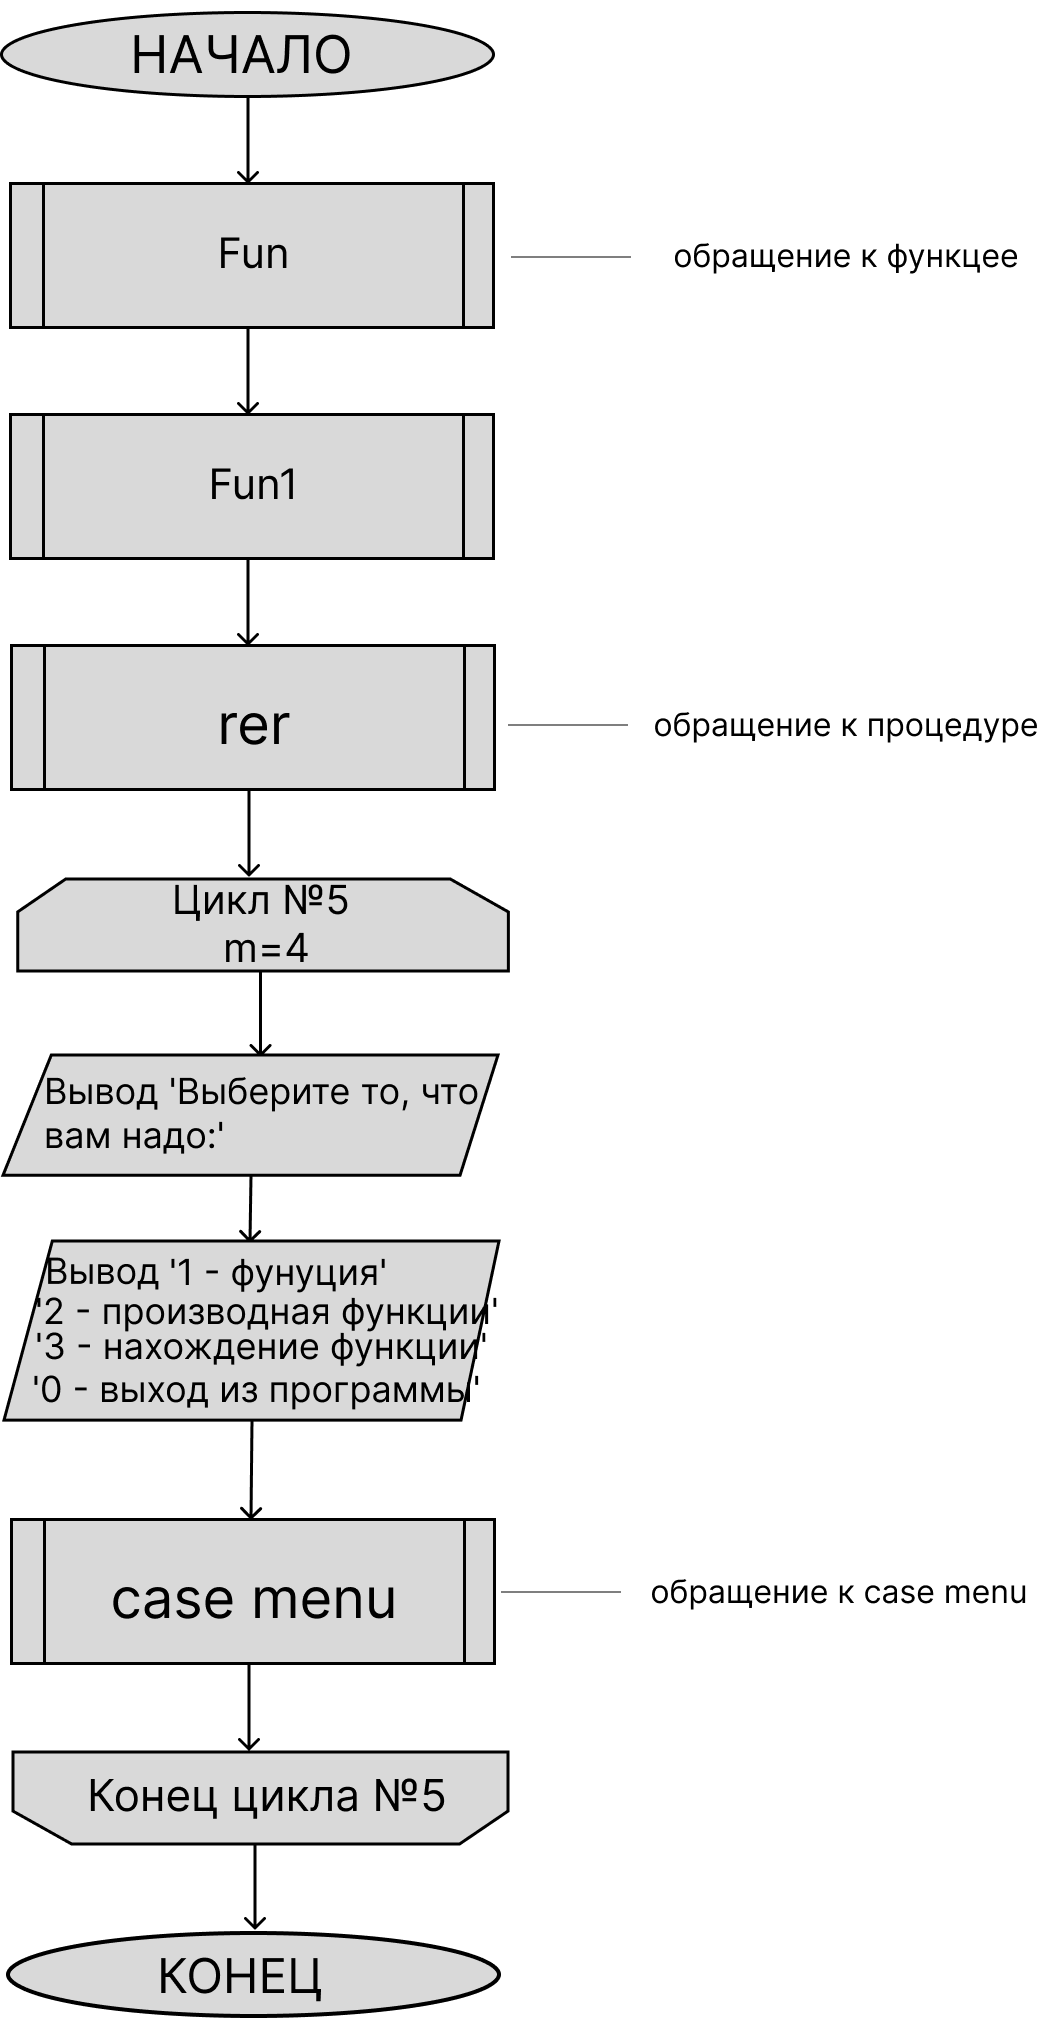 НАЧАЛО
Fun
обращение к функцее
Fun1
rer
обращение к процедуре
Цикл №5
m=4
Вывод 'Выберите то, что
вам надо:'
Вывод '1 - фунуция'
'2 - производная функции'
'3 - нахождение функции'
'0 - выход из программы'
case menu
обращение к case menu
Конец цикла №5
КОНЕЦ